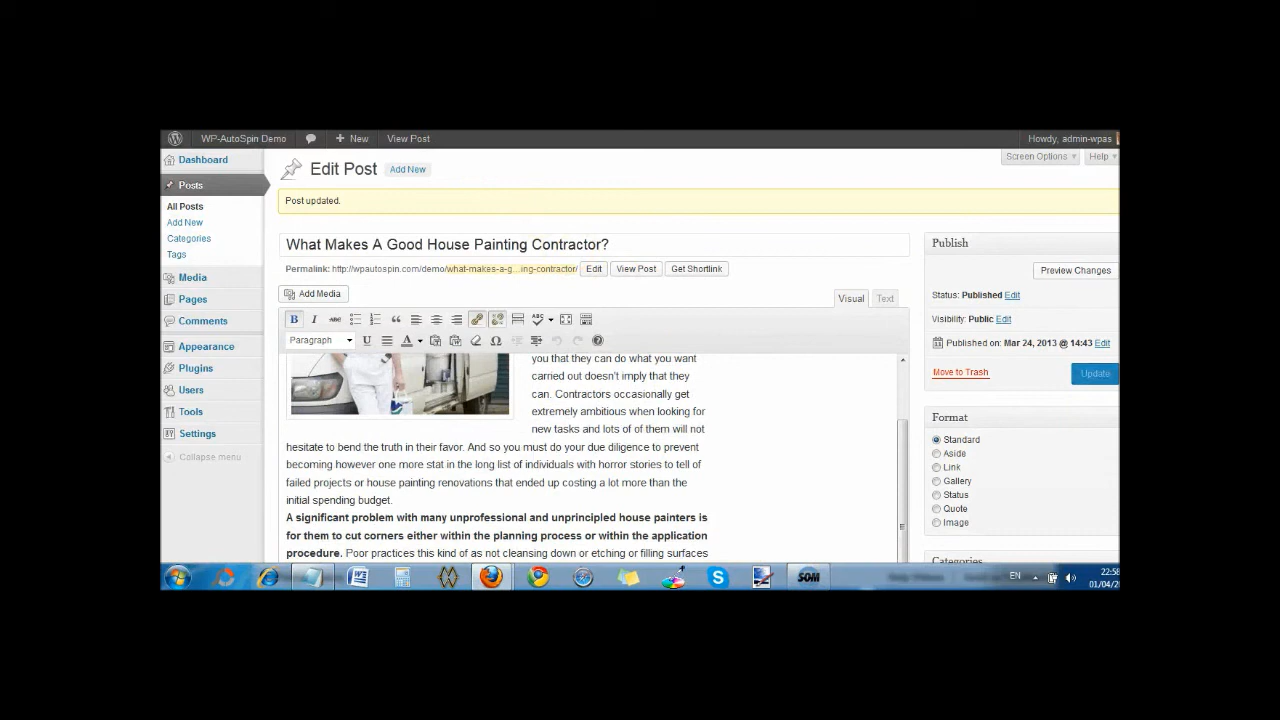 WP-AutoSpin Demo
New
View Post
Howdy, admin-wpas
Dashboard
Posts
All Posts
Add New
Categories
Tags
Media
Pages
Comments
Appearance
Plugins
Users
Tools
Settings
Collapse menu
Screen Options
Help
Edit Post Add New
Post updated.
What Makes A Good House Painting Contractor?
Permalink: http://wpautospin.com/demo/what-makes-a-g...ing-contractor/ Edit View Post Get Shortlink
Add Media
Visual Text
B I ABC ABC
Paragraph U A Ω
you that they can do what you want
carried out doesn't imply that they
can. Contractors occasionally get
extremely ambitious when looking for
new tasks and lots of of them will not
hesitate to bend the truth in their favor. And so you must do your due diligence to prevent
becoming however one more stat in the long list of individuals with horror stories to tell of
failed projects or house painting renovations that ended up costing a lot more than the
initial spending budget.
A significant problem with many unprofessional and unprincipled house painters is
for them to cut corners either within the planning process or within the application
procedure. Poor practices this kind of as not cleansing down or etching or filling surfaces
Publish
Preview Changes
Status: Published Edit
Visibility: Public Edit
Published on: Mar 24, 2013 @ 14:43 Edit
Move to Trash
Update
Format
Standard
Aside
Link
Gallery
Status
Quote
Image
Categories
SOM
EN
22:58
01/04/2